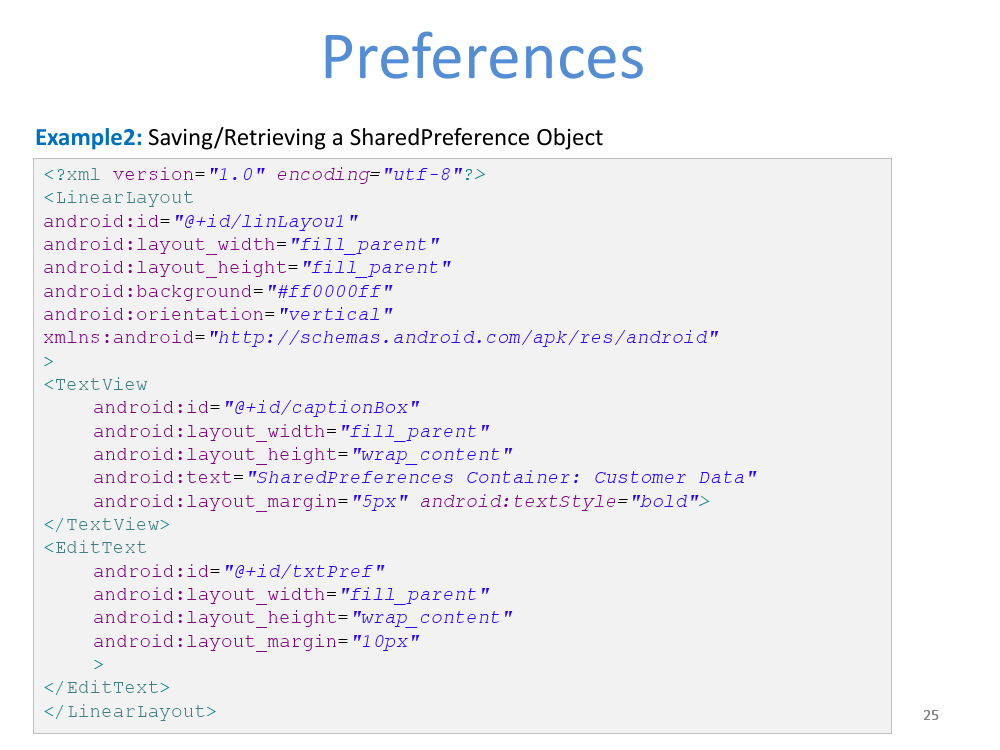 Preferences
Example2: Saving/Retrieving a SharedPreference Object
<?xml version="1.0" encoding="utf-8"?>
<LinearLayout
android:id="@+id/linLayou1"
android:layout_width="fill_parent"
android:layout_height="fill_parent"
android:background="#ff0000ff"
android:orientation="vertical"
xmlns:android="http://schemas.android.com/apk/res/android"
>
<TextView
android:id="@+id/captionBox"
android:layout_width="fill_parent"
android:layout_height="wrap_content"
android:text="SharedPreferences Container: Customer Data"
android:layout_margin="5px" android:textStyle="bold">
</TextView>
<EditText
android:id="@+id/txtPref"
android:layout_width="fill_parent"
android:layout_height="wrap_content"
android:layout_margin="10px"
>
</EditText>
</LinearLayout>
25